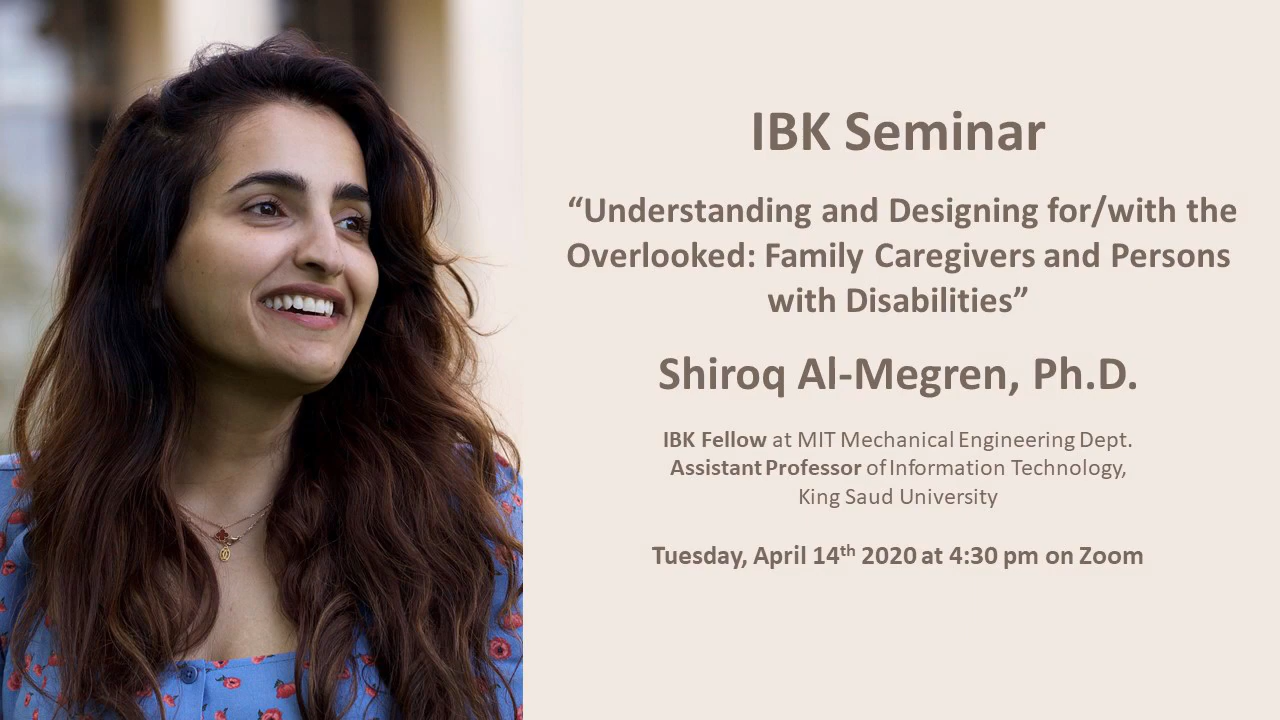 IBK Seminar
“Understanding and Designing for/with the
Overlooked: Family Caregivers and Persons
with Disabilities”
Shiroq Al-Megren, Ph.D.
IBK Fellow at MIT Mechanical Engineering Dept.
Assistant Professor of Information Technology,
King Saud University
Tuesday, April 14th 2020 at 4:30 pm on Zoom